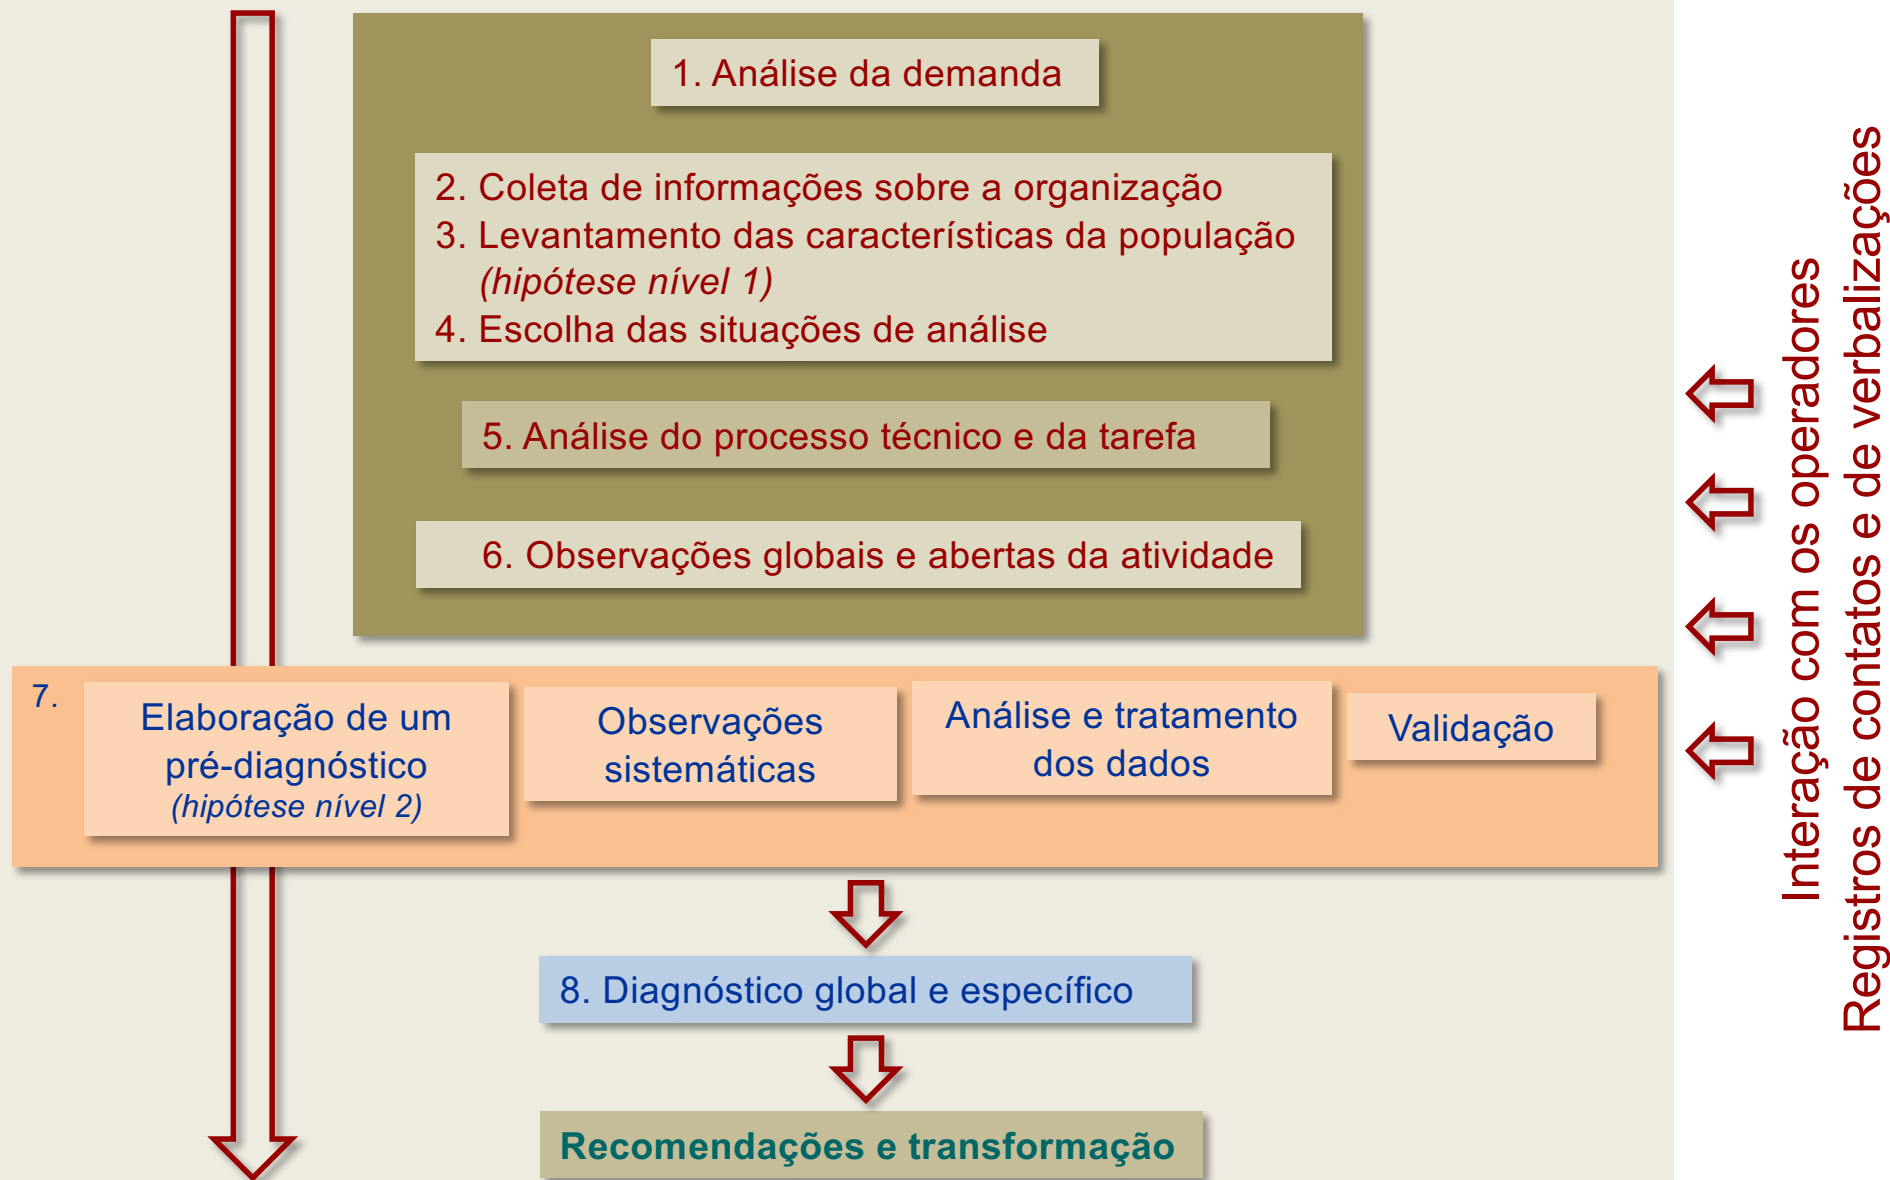 1. Análise da demanda
2. Coleta de informações sobre a organização
3. Levantamento das características da população
(hipótese nível 1)
4. Escolha das situações de análise
5. Análise do processo técnico e da tarefa
6. Observações globais e abertas da atividade
7.
Elaboração de um
pré-diagnóstico
(hipótese nível 2)
Observações
sistemáticas
Análise e tratamento
dos dados
Validação
8. Diagnóstico global e específico
Recomendações e transformação
Interação com os operadores
Registros de contatos e de verbalizações